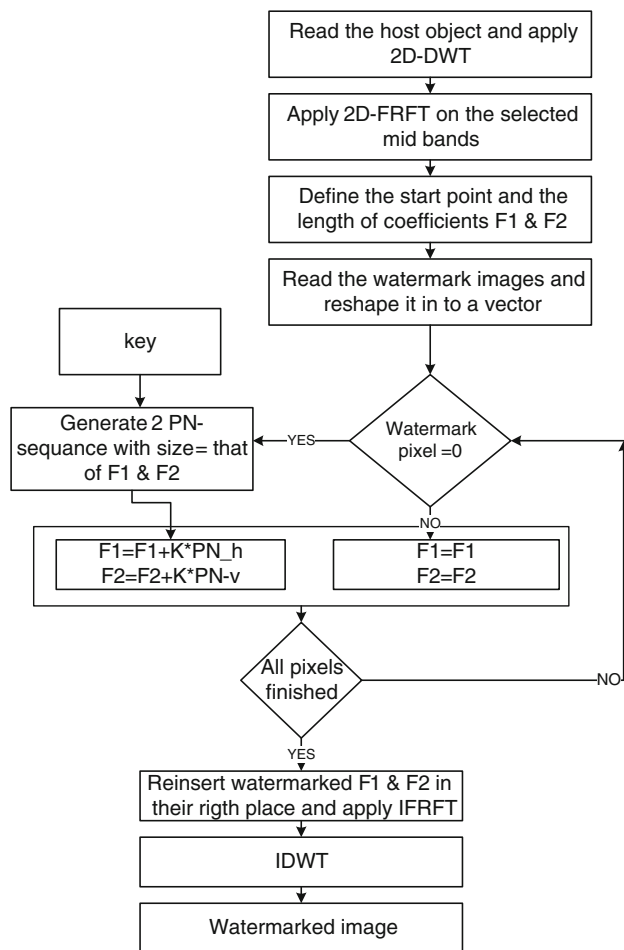 Read the host object and apply
2D-DWT
Apply 2D-FRFT on the selected
mid bands
Define the start point and the
length of coefficients F1 & F2
Read the watermark images and
reshape it in to a vector
key
Generate 2 PN-
sequance with size= that
of F1 & F2
YES
Watermark
pixel =0
NO
F1=F1+K*PN_h
F2=F2+K*PN-v
F1=F1
F2=F2
All pixels
finished
NO
YES
Reinsert watermarked F1 & F2 in
their rigth place and apply IFRFT
IDWT
Watermarked image